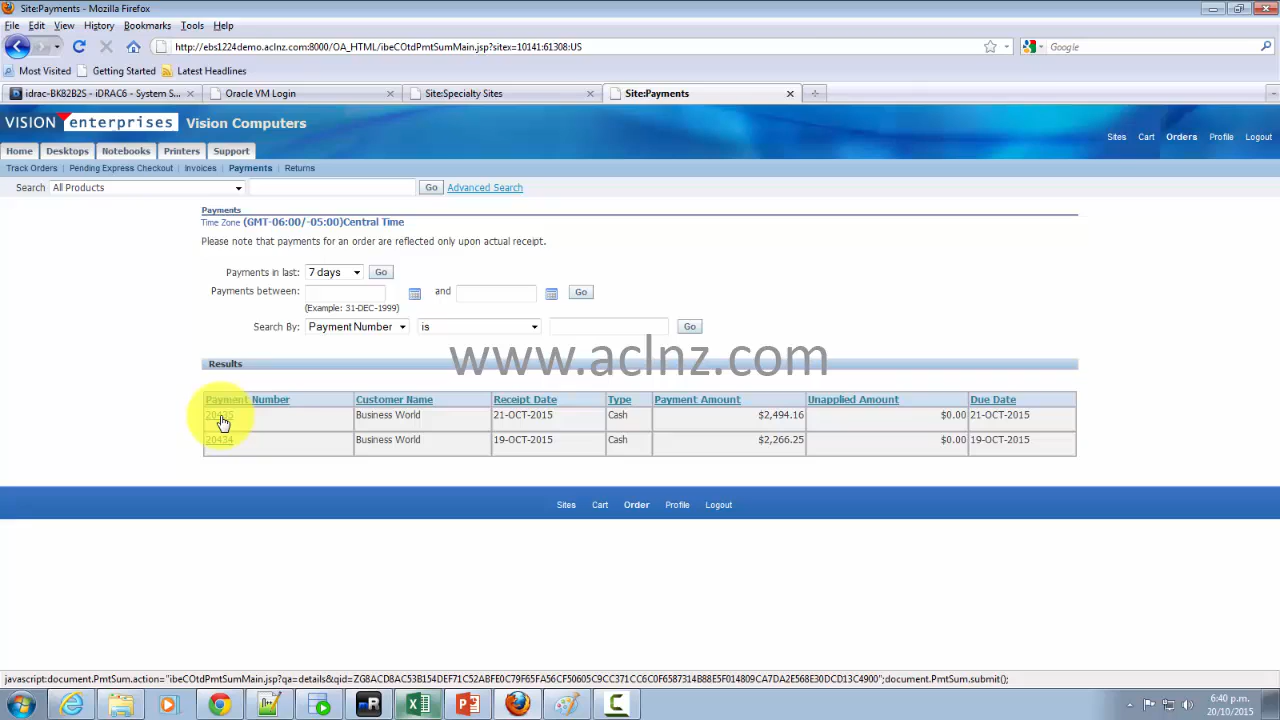 Site:Payments - Mozilla Firefox
File Edit View History Bookmarks Tools Help
http://ebs1224demo.aclnz.com:8000/OA_HTML/ibeCOtdPmtSumMain.jsp?sitex=10141:61308:US
Google
Most Visited Getting Started Latest Headlines
idrac-BK82B2S - iDRAC6 - System S... Oracle VM Login Site:Specialty Sites Site:Payments
VISION enterprises Vision Computers
Sites Cart Orders Profile Logout
Home Desktops Notebooks Printers Support
Track Orders Pending Express Checkout Invoices Payments Returns
Search All Products Go Advanced Search
Payments
Time Zone (GMT-06:00/-05:00)Central Time
Please note that payments for an order are reflected only upon actual receipt.
Payments in last: 7 days Go
Payments between: and Go
(Example: 31-DEC-1999)
Search By: Payment Number is Go
www.aclnz.com
Results
Payment Number Customer Name Receipt Date Type Payment Amount Unapplied Amount Due Date
20435 Business World 21-OCT-2015 Cash $2,494.16 $0.00 21-OCT-2015
20434 Business World 19-OCT-2015 Cash $2,266.25 $0.00 19-OCT-2015
Sites Cart Order Profile Logout
javascript:document.PmtSum.action="ibeCOtdPmtSumMain.jsp?qa=details&qid=ZG8ACD8AC53B154DEF71C52ABFE0C79F65A56CF50605C9CC371CC6C0F6587314B88E5F014809CA7DA2E568E30DCD13C4900";document.PmtSum.submit();
6:40 p.m.
20/10/2015